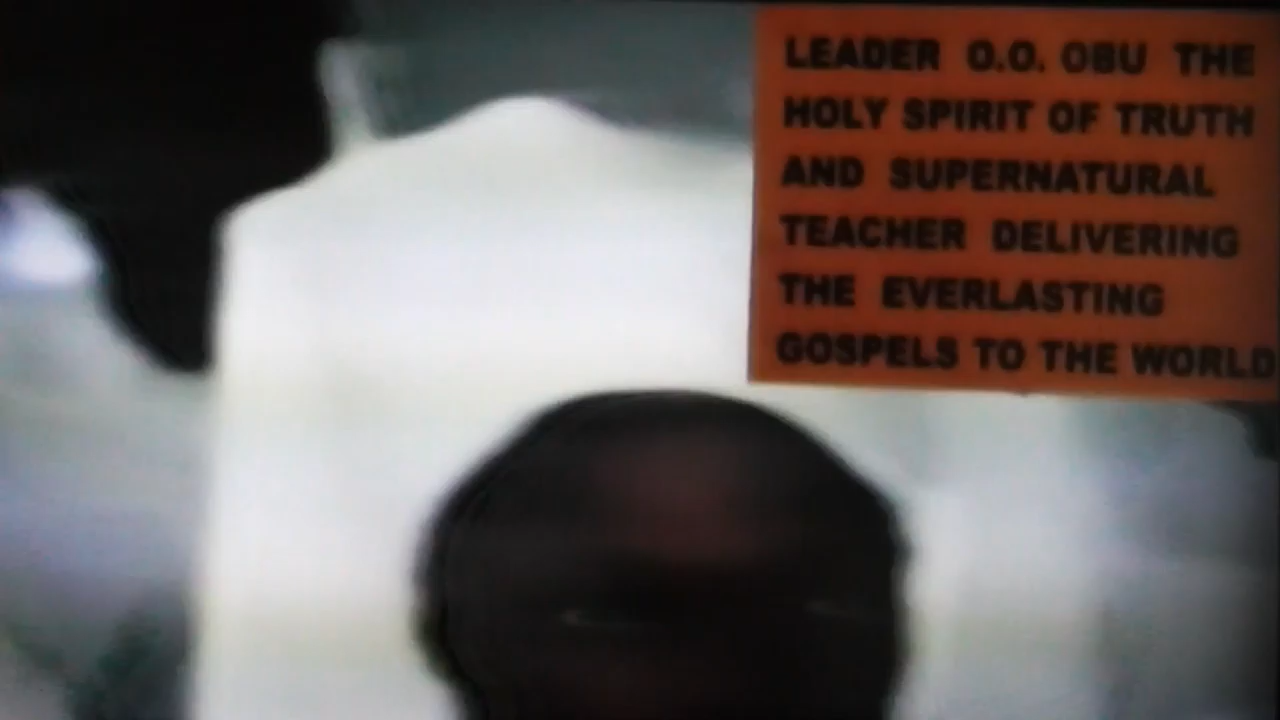 LEADER O.O. OBU THE
HOLY SPIRIT OF TRUTH
AND SUPERNATURAL
TEACHER DELIVERING
THE EVERLASTING
GOSPELS TO THE WORLD